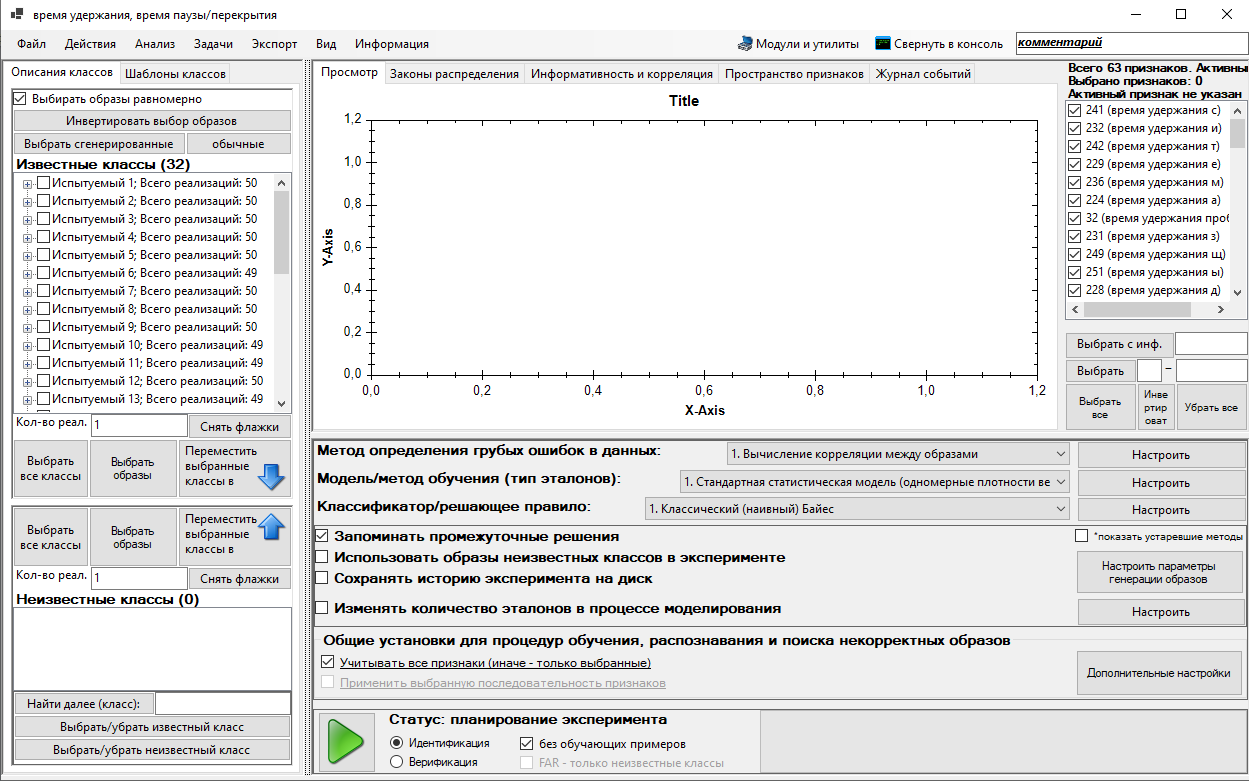 время удержания, время паузы/перекрытия
Файл Действия Анализ Задачи Экспорт Вид Информация Модули и утилиты Свернуть в консоль комментарий
Описания классов Шаблоны классов
Выбирать образы равномерно
Инвертировать выбор образов
Выбрать сгенерированные обычные
Известные классы (32)
Испытуемый 1; Всего реализаций: 50
Испытуемый 2; Всего реализаций: 50
Испытуемый 3; Всего реализаций: 50
Испытуемый 4; Всего реализаций: 50
Испытуемый 5; Всего реализаций: 50
Испытуемый 6; Всего реализаций: 49
Испытуемый 7; Всего реализаций: 50
Испытуемый 8; Всего реализаций: 50
Испытуемый 9; Всего реализаций: 50
Испытуемый 10; Всего реализаций: 49
Испытуемый 11; Всего реализаций: 49
Испытуемый 12; Всего реализаций: 50
Испытуемый 13; Всего реализаций: 49
Кол-во реал. 1 Снять флажки
Выбрать
все классы
Выбрать
образы
Переместить
выбранные
классы в
Выбрать
все классы
Выбрать
образы
Переместить
выбранные
классы в
Кол-во реал. 1 Снять флажки
Неизвестные классы (0)
Найти далее (класс):
Выбрать/убрать известный класс
Выбрать/убрать неизвестный класс
Просмотр Законы распределения Информативность и корреляция Пространство признаков Журнал событий
Title
1,2
1,0
0,8
0,6
0,4
0,2
0,0
Y-Axis
0,0 0,2 0,4 0,6 0,8 1,0 1,2
X-Axis
Всего 63 признаков. Активны
Выбрано признаков: 0
Активный признак не указан
241 (время удержания с)
232 (время удержания и)
242 (время удержания т)
229 (время удержания е)
236 (время удержания м)
224 (время удержания а)
32 (время удержания проб
231 (время удержания з)
249 (время удержания щ)
251 (время удержания ы)
228 (время удержания д)
Выбрать с инф.
Выбрать –
Выбрать
все
Инве
ртир
оват
Убрать все
Метод определения грубых ошибок в данных: 1. Вычисление корреляции между образами Настроить
Модель/метод обучения (тип эталонов): 1. Стандартная статистическая модель (одномерные плотности ве Настроить
Классификатор/решающее правило: 1. Классический (наивный) Байес Настроить
Запоминать промежуточные решения *показать устаревшие методы
Использовать образы неизвестных классов в эксперименте
Сохранять историю эксперимента на диск
Настроить параметры
генерации образов
Изменять количество эталонов в процессе моделирования Настроить
Общие установки для процедур обучения, распознавания и поиска некорректных образов
Учитывать все признаки (иначе - только выбранные)
Применить выбранную последовательность признаков
Дополнительные настройки
Статус: планирование эксперимента
Идентификация без обучающих примеров
Верификация FAR - только неизвестные классы